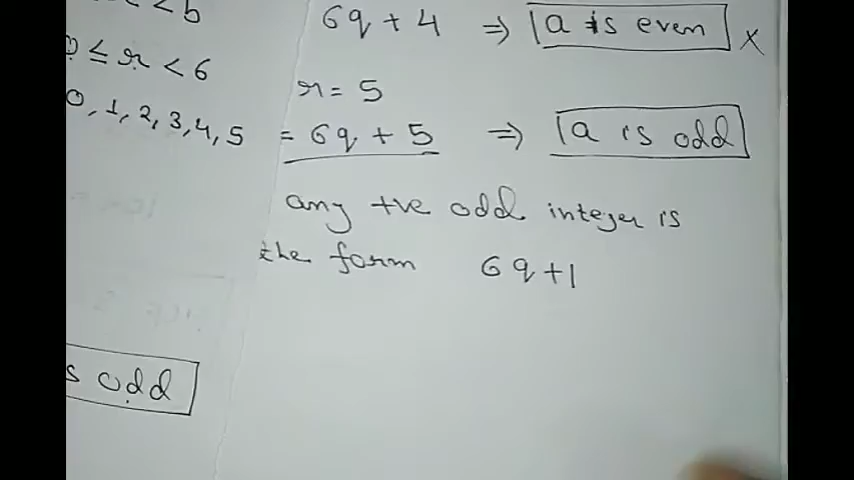 < b
≤ r < 6
0, 1, 2, 3, 4, 5
s odd
6q + 4 ⇒ a is even x
r = 5
= 6q + 5 ⇒ a is odd
any +ve odd integer is
the form 6q+1